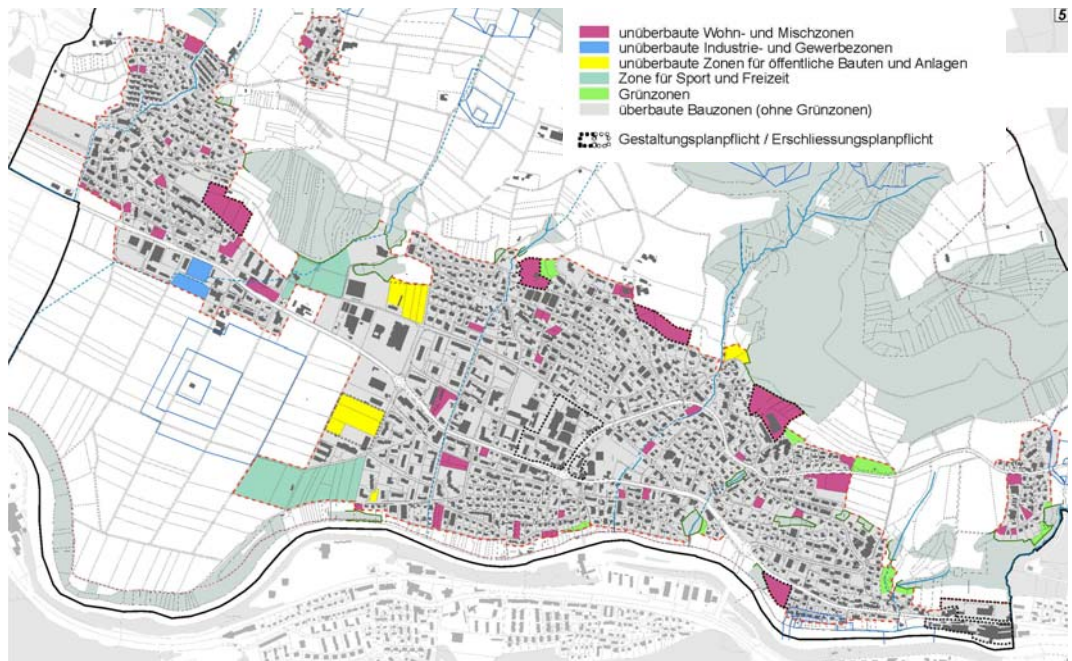 5
unüberbaute Wohn- und Mischzonen
unüberbaute Industrie- und Gewerbezonen
unüberbaute Zonen für öffentliche Bauten und Anlagen
Zone für Sport und Freizeit
Grünzonen
überbaute Bauzonen (ohne Grünzonen)
Gestaltungsplanpflicht / Erschliessungsplanpflicht